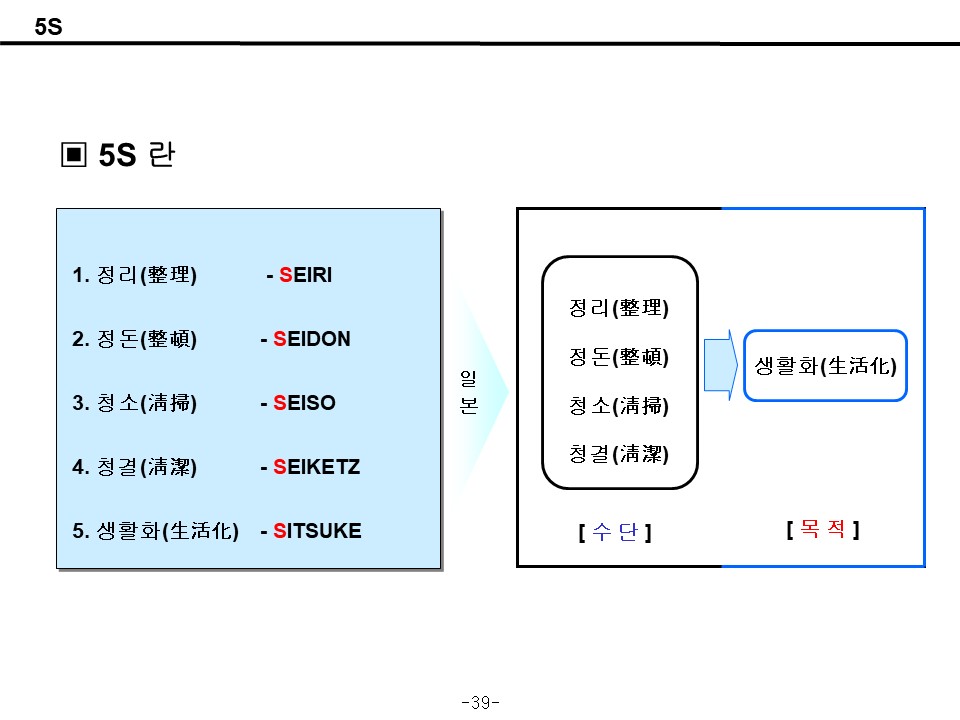 5S
▣ 5S 란
1. 정리(整理) - SEIRI
2. 정돈(整頓) - SEIDON
3. 청소(淸掃) - SEISO
4. 청결(淸潔) - SEIKETZ
5. 생활화(生活化) - SITSUKE
일
본
정리(整理)
정돈(整頓)
청소(淸掃)
청결(淸潔)
[ 수 단 ]
생활화(生活化)
[ 목 적 ]
-39-